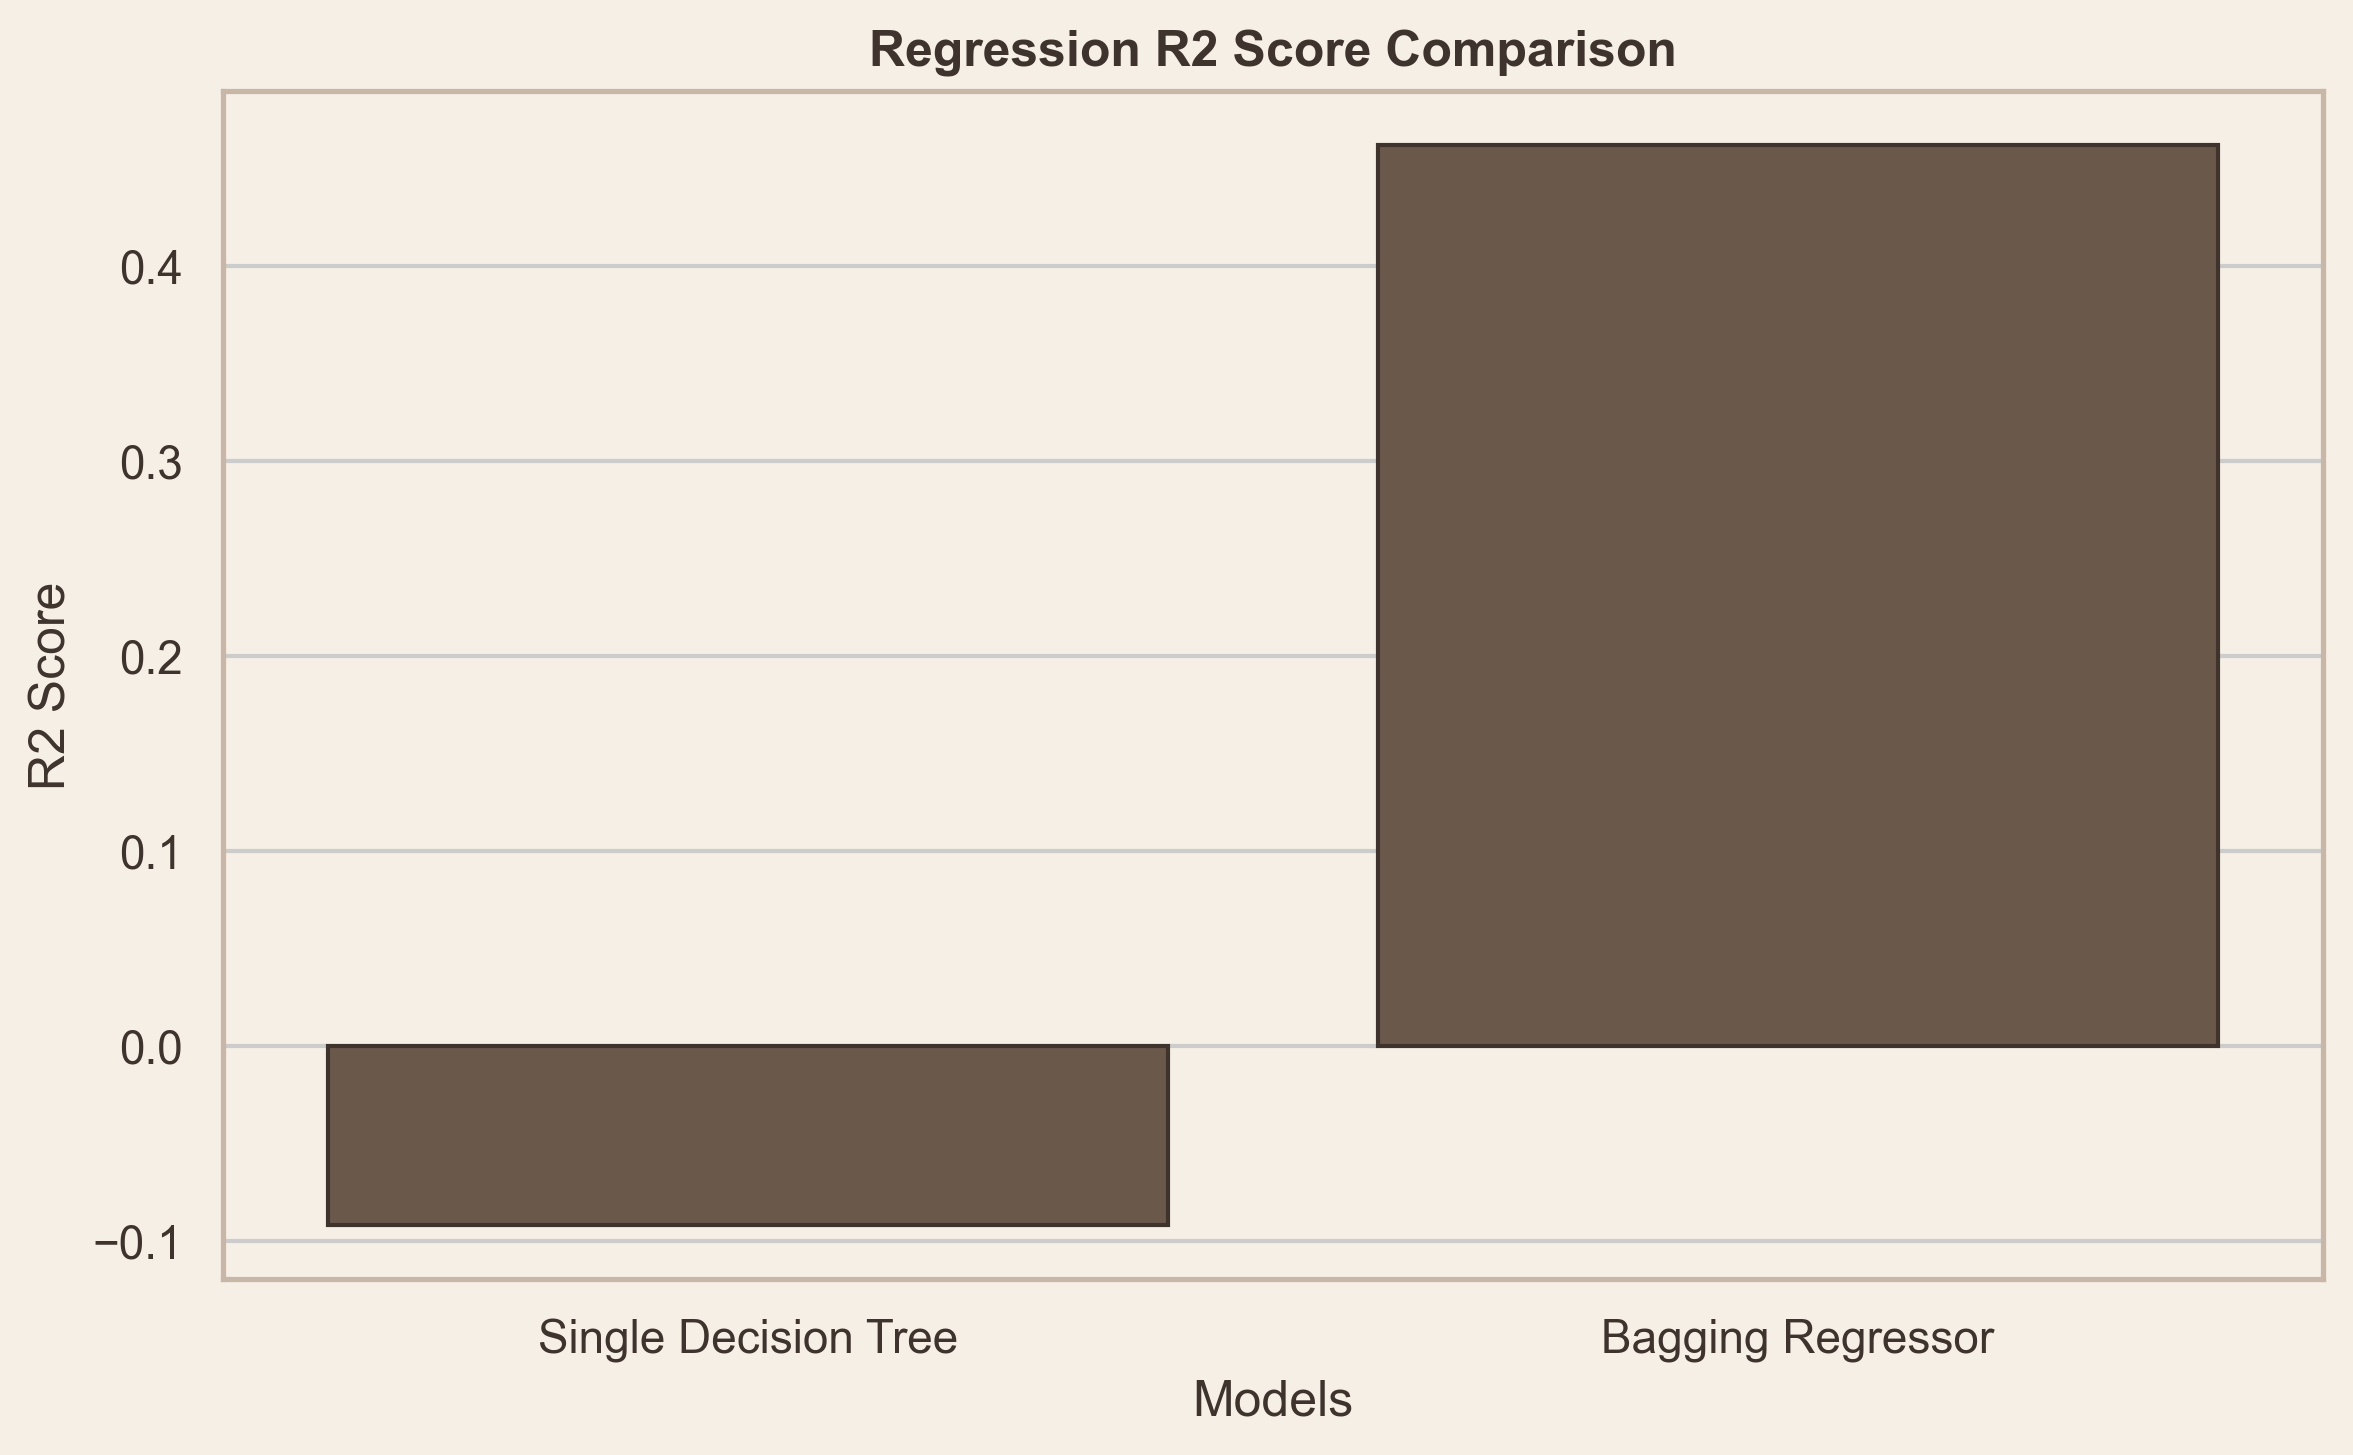 Regression R2 Score Comparison
R2 Score
0.4
0.3
0.2
0.1
0.0
−0.1
Single Decision Tree
Bagging Regressor
Models